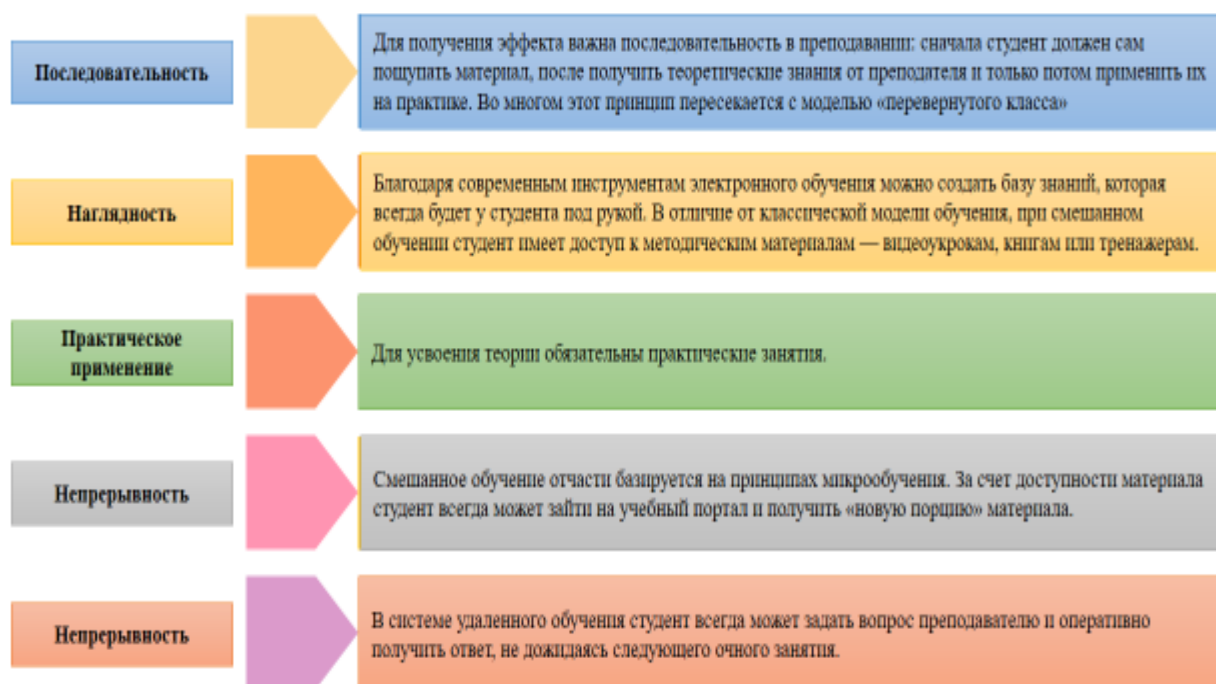 Последовательность
Для получения эффекта важна последовательность в преподавании: сначала студент должен сам
пощупать материал, после получить теоретические знания от преподателя и только потом применить их
на практике. Во многом этот принцип пересекается с моделью «перевернутого класса»
Наглядность
Благодаря современным инструментам электронного обучения можно создать базу знаний, которая
всегда будет у студента под рукой. В отличие от классической модели обучения, при смешанном
обучении студент имеет доступ к методическим материалам — видеоукрокам, книгам или тренажерам.
Практическое
применение
Для усвоения теории обязательны практические занятия.
Непрерывность
Смешанное обучение отчасти базируется на принципах микрообучения. За счет доступности материала
студент всегда может зайти на учебный портал и получить «новую порцию» материала.
Непрерывность
В системе удаленного обучения студент всегда может задать вопрос преподавателю и оперативно
получить ответ, не дожидаясь следующего очного занятия.